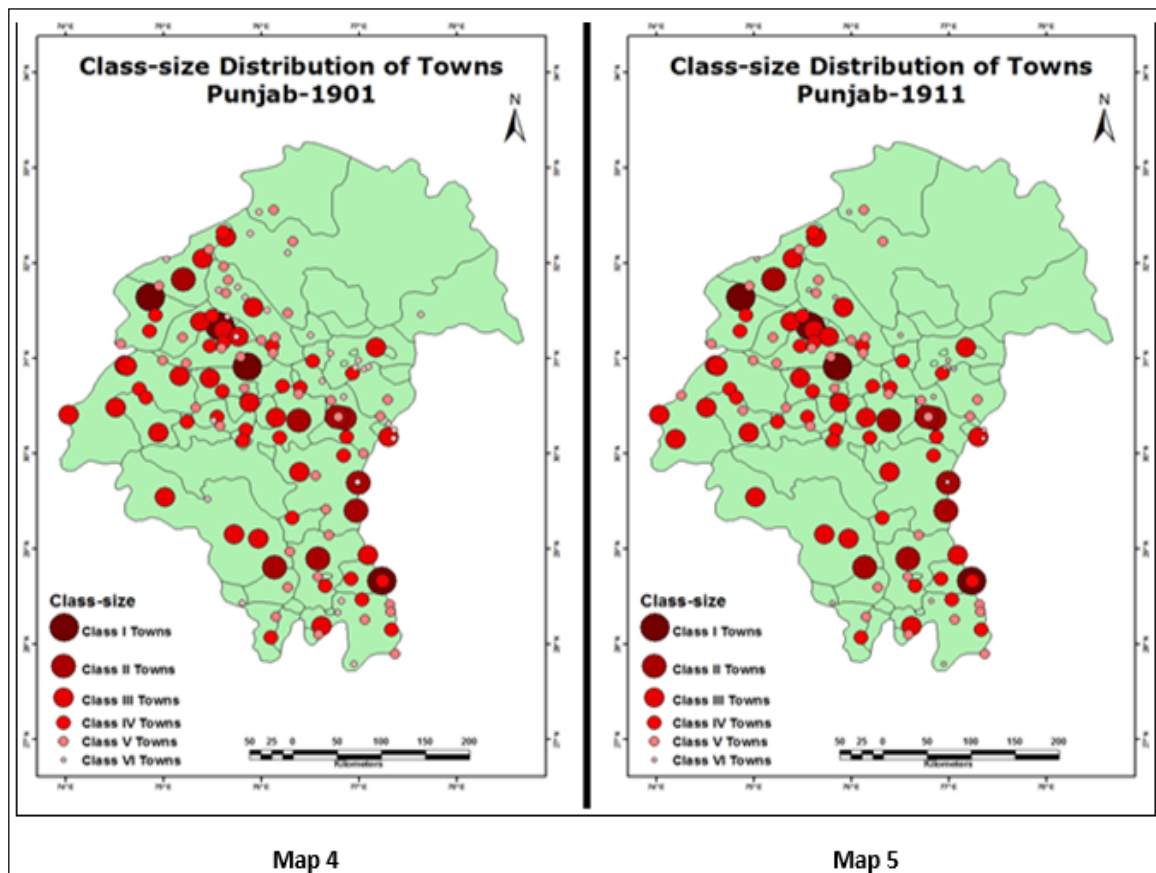 Class-size Distribution of Towns
Punjab-1901
N
Class-size
Class I Towns
Class II Towns
Class III Towns
Class IV Towns
Class V Towns
Class VI Towns
50 25 0 50 100 150 200
Kilometers
Map 4
Class-size Distribution of Towns
Punjab-1911
N
Class-size
Class I Towns
Class II Towns
Class III Towns
Class IV Towns
Class V Towns
Class VI Towns
50 25 0 50 100 150 200
Kilometers
Map 5